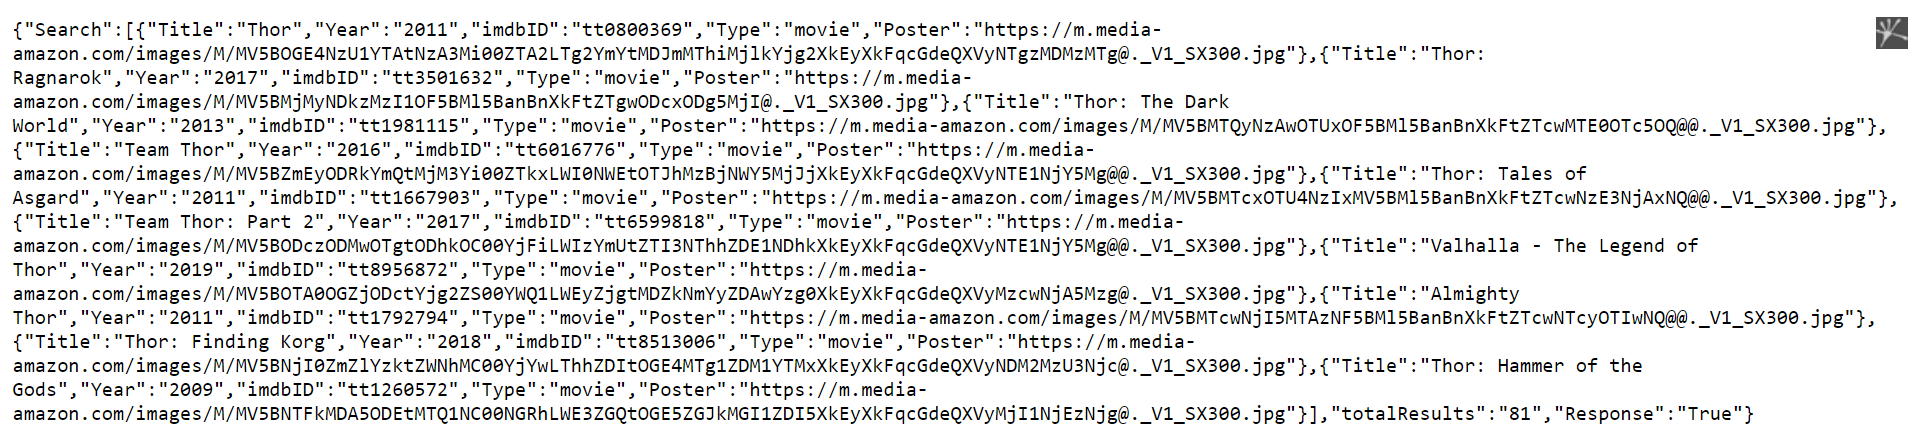 {"Search":[{"Title":"Thor","Year":"2011","imdbID":"tt0800369","Type":"movie","Poster":"https://m.media-
amazon.com/images/M/MV5BOGE4NzU1YTAtNzA3Mi00ZTA2LTg2YmYtMDJmMThiMjlkYjg2XkEyXkFqcGdeQXVyNTgzMDMzMTg@._V1_SX300.jpg"},{"Title":"Thor:
Ragnarok","Year":"2017","imdbID":"tt3501632","Type":"movie","Poster":"https://m.media-
amazon.com/images/M/MV5BMjMyNDkzMzI1OF5BMl5BanBnXkFtZTgwODcxODg5MjI@._V1_SX300.jpg"},{"Title":"Thor: The Dark
World","Year":"2013","imdbID":"tt1981115","Type":"movie","Poster":"https://m.media-amazon.com/images/M/MV5BMTQyNzAwOTUxOF5BMl5BanBnXkFtZTcwMTE0OTc5OQ@@._V1_SX300.jpg"},
{"Title":"Team Thor","Year":"2016","imdbID":"tt6016776","Type":"movie","Poster":"https://m.media-
amazon.com/images/M/MV5BZmEyODRkYmQtMjM3Yi00ZTkxLWI0NWEtOTJhMzBjNWY5MjJjXkEyXkFqcGdeQXVyNTE1NjY5Mg@@._V1_SX300.jpg"},{"Title":"Thor: Tales of
Asgard","Year":"2011","imdbID":"tt1667903","Type":"movie","Poster":"https://m.media-amazon.com/images/M/MV5BMTcxOTU4NzIxMV5BMl5BanBnXkFtZTcwNzE3NjAxNQ@@._V1_SX300.jpg"},
{"Title":"Team Thor: Part 2","Year":"2017","imdbID":"tt6599818","Type":"movie","Poster":"https://m.media-
amazon.com/images/M/MV5BODczODMwOTgtODhkOC00YjFiLWIzYmUtZTI3NThhZDE1NDhkXkEyXkFqcGdeQXVyNTE1NjY5Mg@@._V1_SX300.jpg"},{"Title":"Valhalla - The Legend of
Thor","Year":"2019","imdbID":"tt8956872","Type":"movie","Poster":"https://m.media-
amazon.com/images/M/MV5BOTA0OGZjODctYjg2ZS00YWQ1LWEyZjgtMDZkNmYyZDAwYzg0XkEyXkFqcGdeQXVyMzcwNjA5Mzg@._V1_SX300.jpg"},{"Title":"Almighty
Thor","Year":"2011","imdbID":"tt1792794","Type":"movie","Poster":"https://m.media-amazon.com/images/M/MV5BMTcwNjI5MTAzNF5BMl5BanBnXkFtZTcwNTcyOTIwNQ@@._V1_SX300.jpg"},
{"Title":"Thor: Finding Korg","Year":"2018","imdbID":"tt8513006","Type":"movie","Poster":"https://m.media-
amazon.com/images/M/MV5BNjI0ZmZlYzktZWNhMC00YjYwLThhZDItOGE4MTg1ZDM1YTMxXkEyXkFqcGdeQXVyNDM2MzU3Njc@._V1_SX300.jpg"},{"Title":"Thor: Hammer of the
Gods","Year":"2009","imdbID":"tt1260572","Type":"movie","Poster":"https://m.media-
amazon.com/images/M/MV5BNTFkMDA5ODEtMTQ1NC00NGRhLWE3ZGQtOGE5ZGJkMGI1ZDI5XkEyXkFqcGdeQXVyMjI1NjEzNjg@._V1_SX300.jpg"}],"totalResults":"81","Response":"True"}